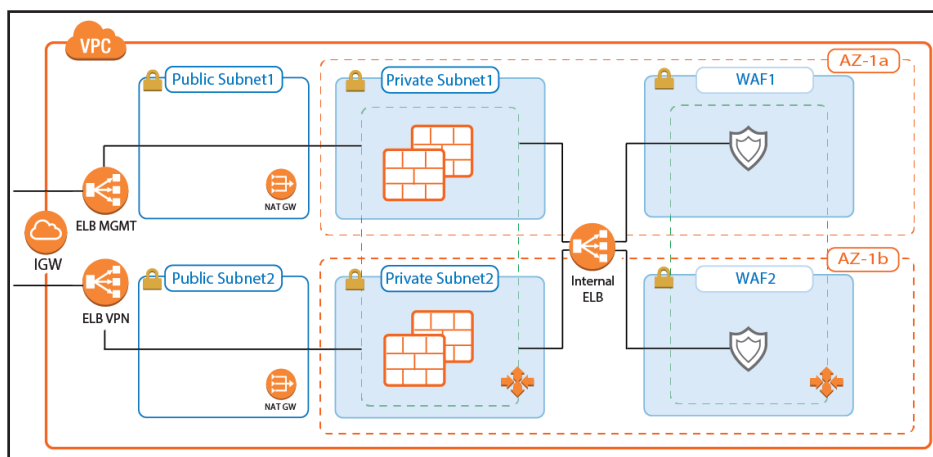 VPC
AZ-1a
Public Subnet1
Private Subnet1
WAF1
NAT GW
ELB MGMT
IGW
AZ-1b
Public Subnet2
Private Subnet2
Internal
ELB
WAF2
ELB VPN
NAT GW